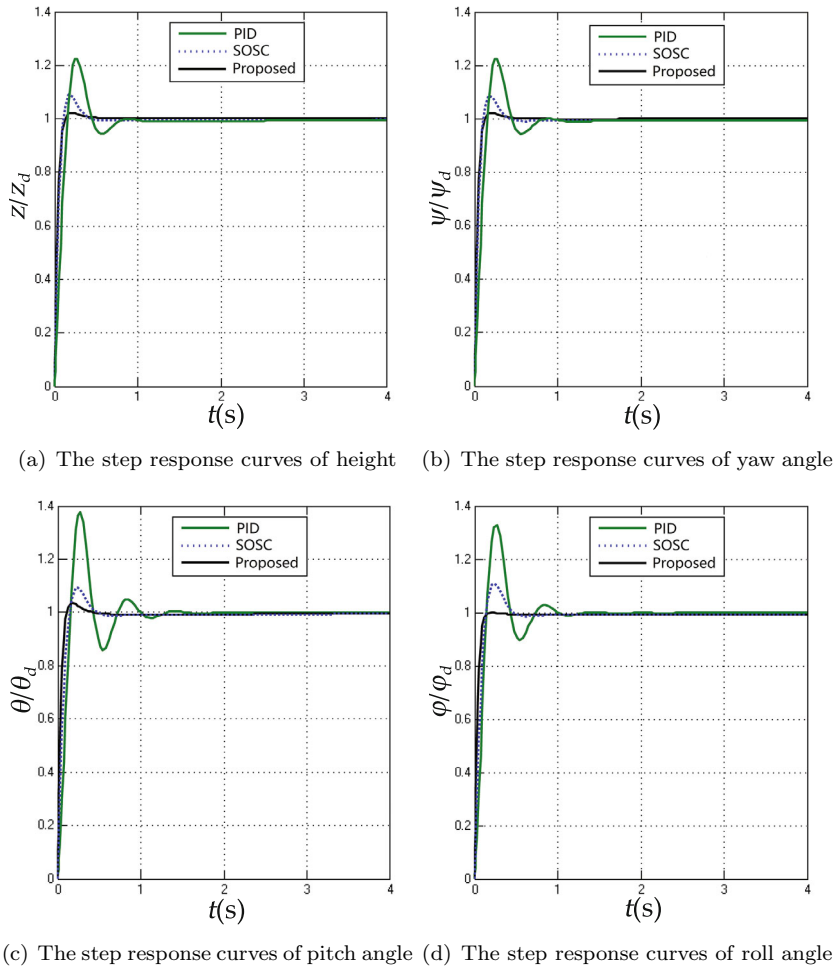 1.4
1.2
1
0.8
0.6
0.4
0.2
0
z/z_d
PID
SOSC
Proposed
0 1 2 3 4
t(s)
(a) The step response curves of height
1.4
1.2
1
0.8
0.6
0.4
0.2
0
ψ/ψ_d
PID
SOSC
Proposed
0 1 2 3 4
t(s)
(b) The step response curves of yaw angle
1.4
1.2
1
0.8
0.6
0.4
0.2
0
θ/θ_d
PID
SOSC
Proposed
0 1 2 3 4
t(s)
(c) The step response curves of pitch angle
1.4
1.2
1
0.8
0.6
0.4
0.2
0
φ/φ_d
PID
SOSC
Proposed
0 1 2 3 4
t(s)
(d) The step response curves of roll angle